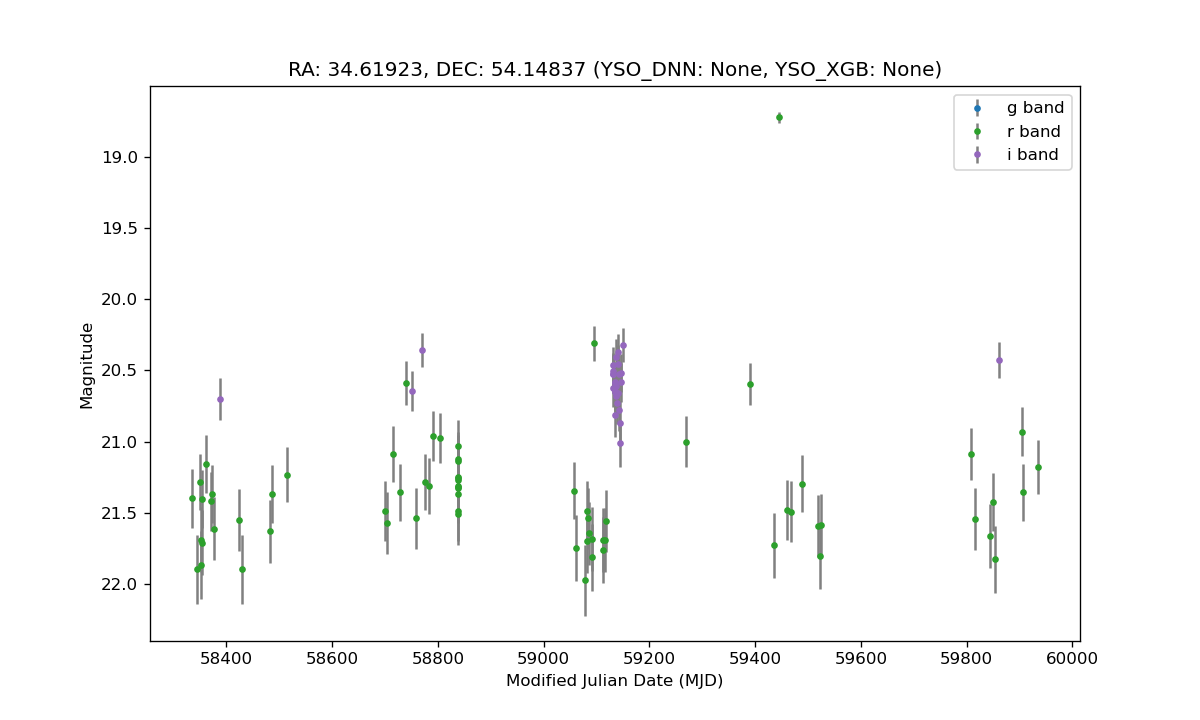 RA: 34.61923, DEC: 54.14837 (YSO_DNN: None, YSO_XGB: None)
g band
r band
i band
19.0
19.5
20.0
20.5
21.0
21.5
22.0
Magnitude
58400 58600 58800 59000 59200 59400 59600 59800 60000
Modified Julian Date (MJD)